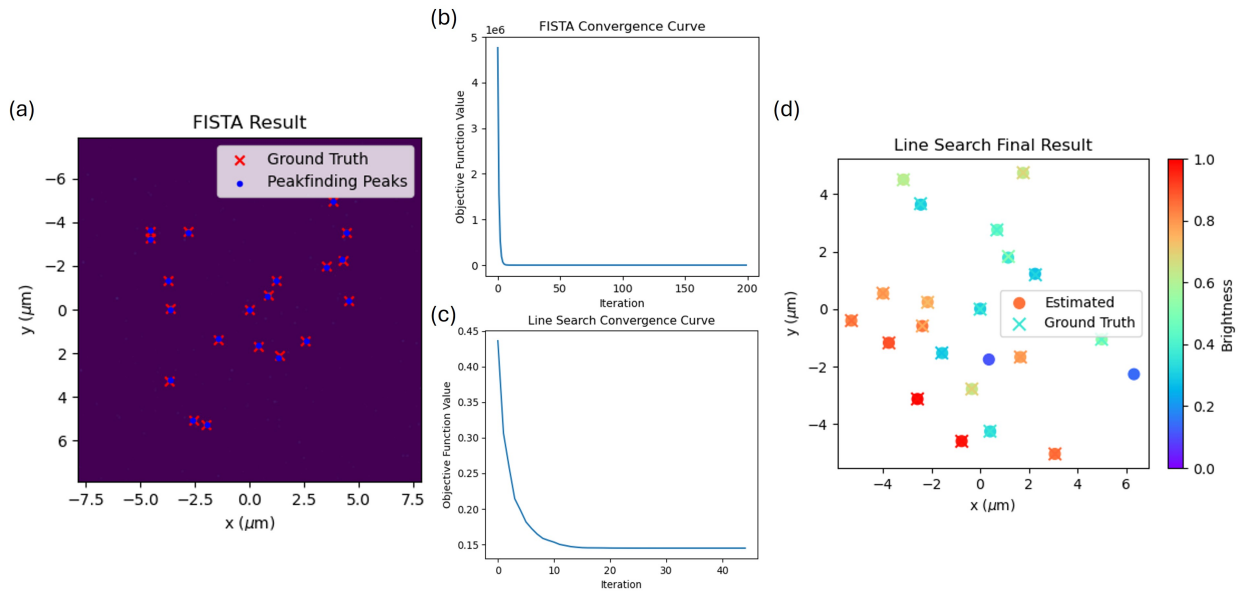 (a)
FISTA Result
Ground Truth
Peakfinding Peaks
−6
−4
−2
0
2
4
6
y (μm)
−7.5
−5.0
−2.5
0.0
2.5
5.0
7.5
x (μm)
(b)
FISTA Convergence Curve
1e6
5
4
3
2
1
0
Objective Function Value
0
50
100
150
200
Iteration
(c)
Line Search Convergence Curve
0.45
0.40
0.35
0.30
0.25
0.20
0.15
Objective Function Value
0
10
20
30
40
Iteration
(d)
Line Search Final Result
Estimated
Ground Truth
4
2
0
−2
−4
y (μm)
−4
−2
0
2
4
6
x (μm)
1.0
0.8
0.6
0.4
0.2
0.0
Brightness